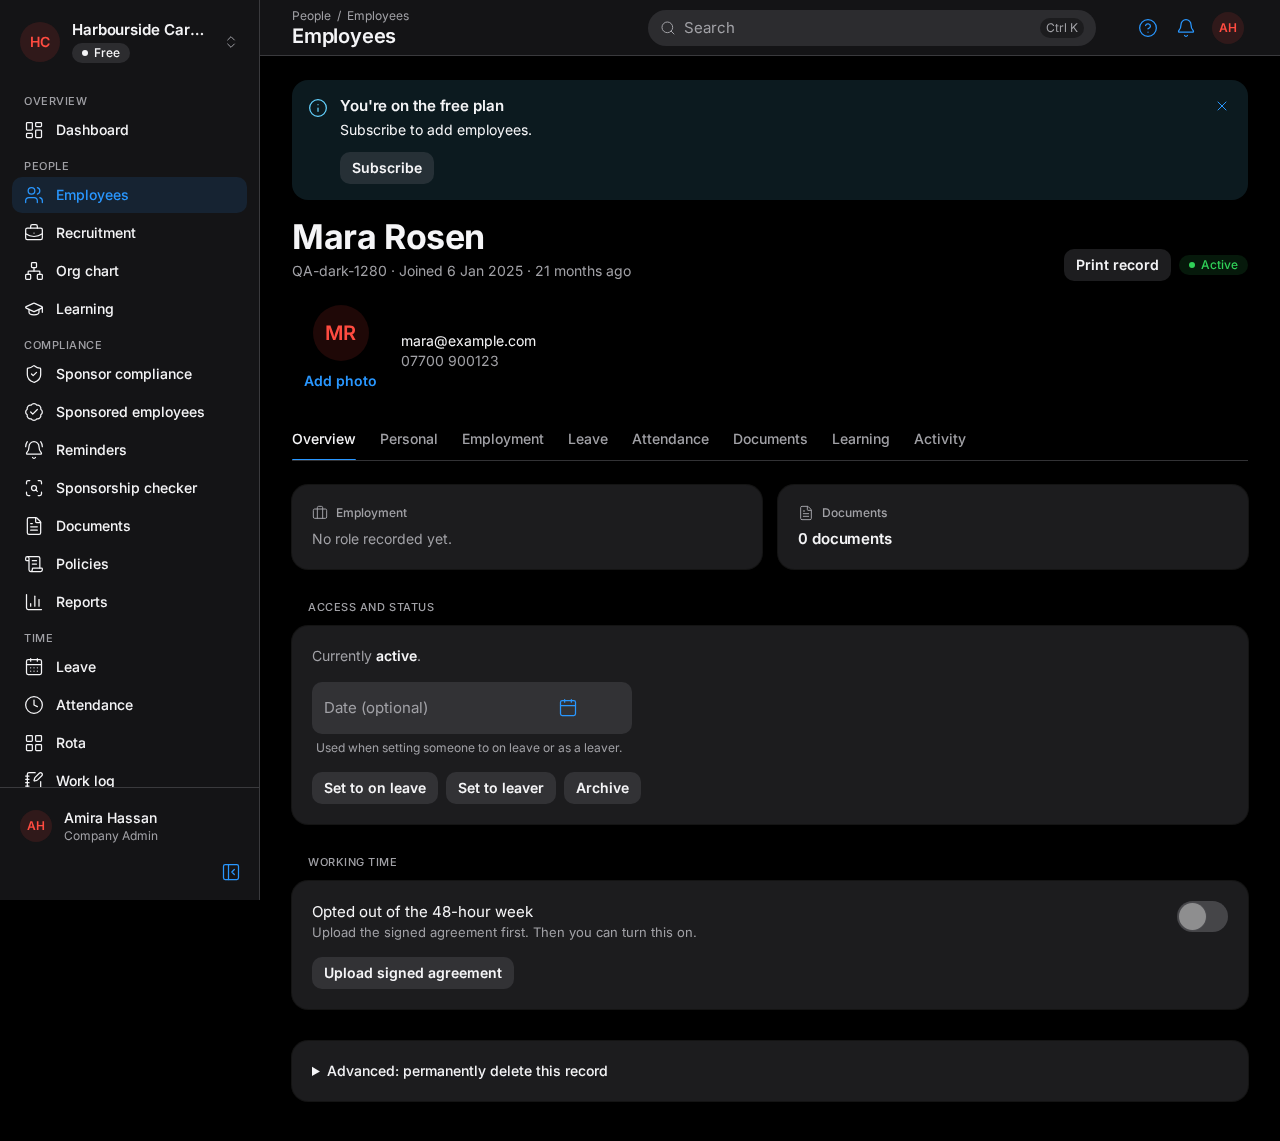 HC
Harbourside Car...
Free
OVERVIEW
Dashboard
PEOPLE
Employees
Recruitment
Org chart
Learning
COMPLIANCE
Sponsor compliance
Sponsored employees
Reminders
Sponsorship checker
Documents
Policies
Reports
TIME
Leave
Attendance
Rota
Work log
AH
Amira Hassan
Company Admin
People / Employees
Employees
Search
Ctrl K
AH
You're on the free plan
Subscribe to add employees.
Subscribe
Mara Rosen
QA-dark-1280 · Joined 6 Jan 2025 · 21 months ago
Print record
Active
MR
Add photo
mara@example.com
07700 900123
Overview Personal Employment Leave Attendance Documents Learning Activity
Employment
No role recorded yet.
Documents
0 documents
ACCESS AND STATUS
Currently active.
Date (optional)
Used when setting someone to on leave or as a leaver.
Set to on leave Set to leaver Archive
WORKING TIME
Opted out of the 48-hour week
Upload the signed agreement first. Then you can turn this on.
Upload signed agreement
Advanced: permanently delete this record